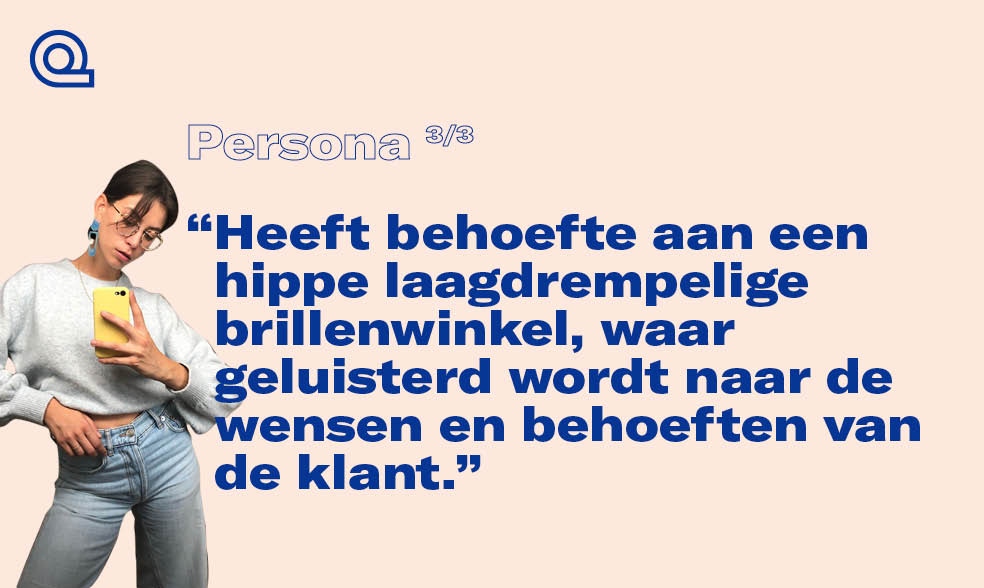 Persona 3/3
“Heeft behoefte aan een
hippe laagdrempelige
brillenwinkel, waar
geluisterd wordt naar de
wensen en behoeften van
de klant.”